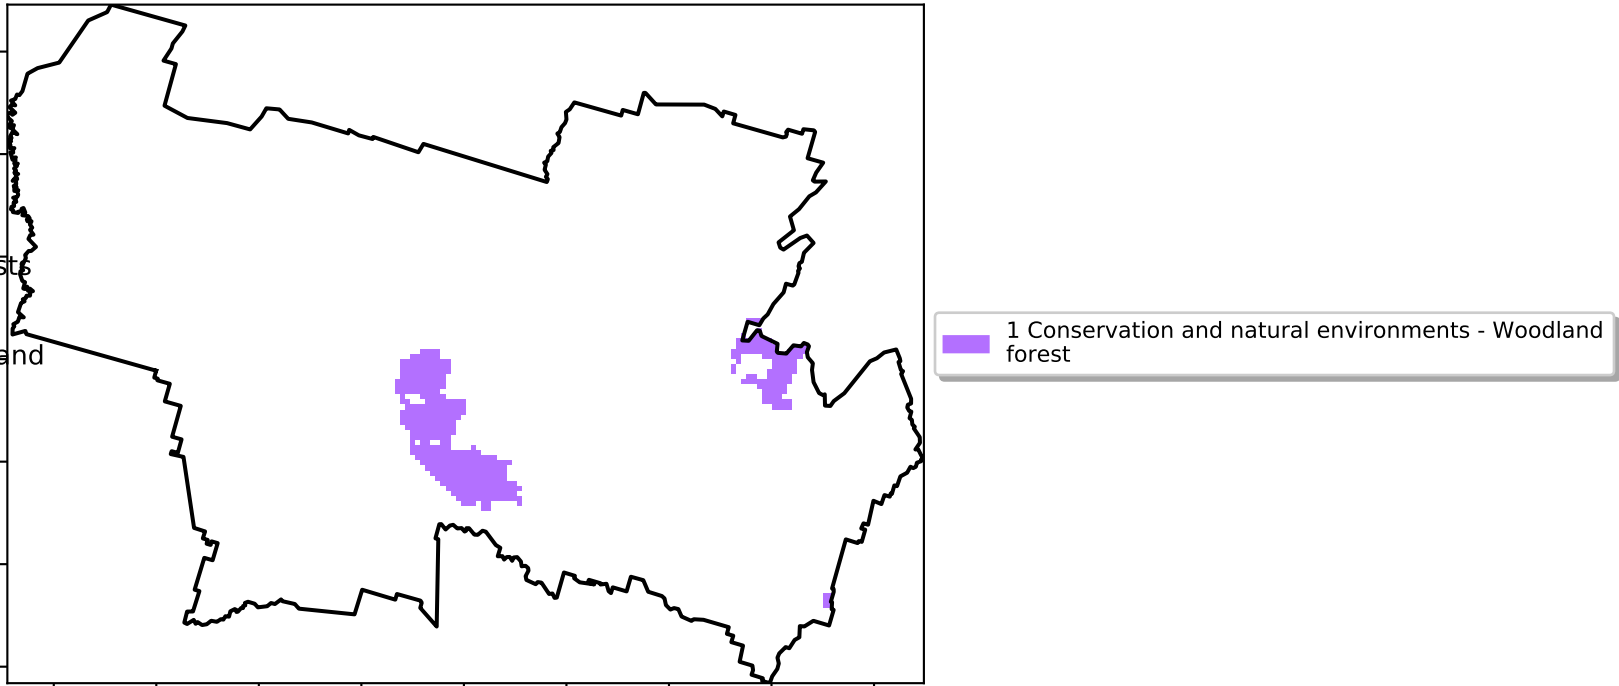 sts
1 Conservation and natural environments - Woodland
forest
and